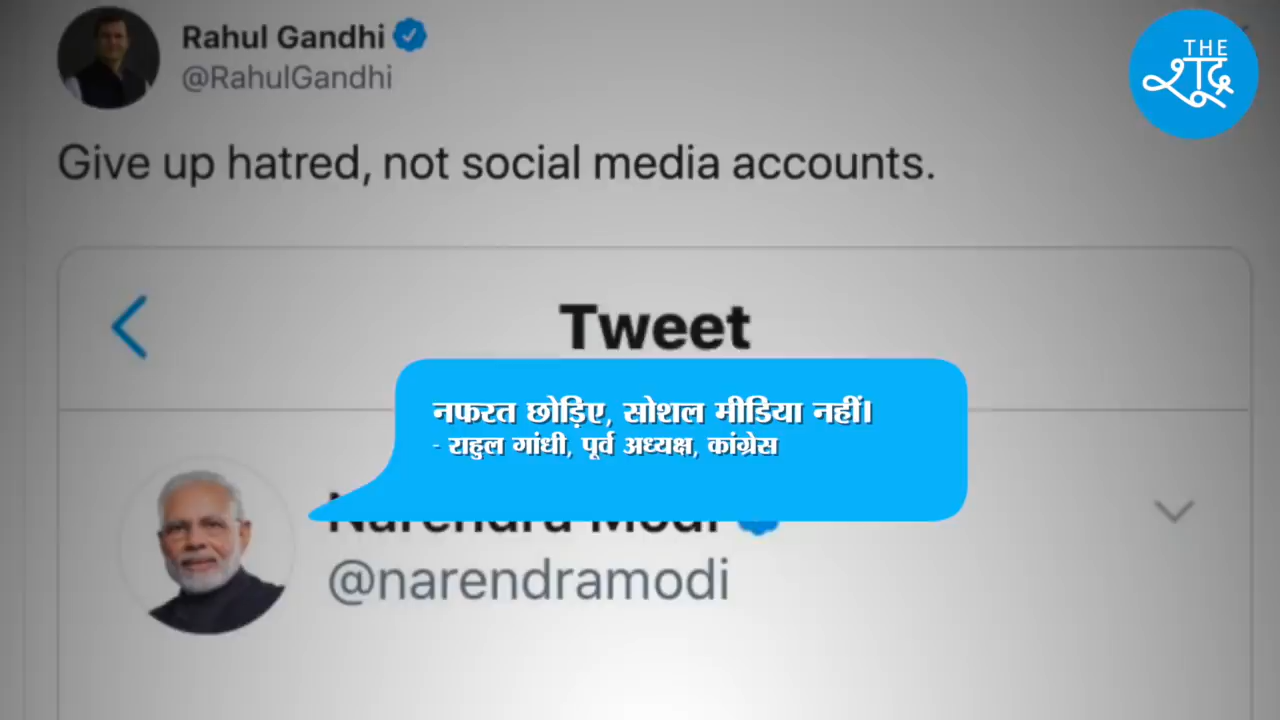 Rahul Gandhi
@RahulGandhi
THE
शूद्र
Give up hatred, not social media accounts.
Tweet
नफरत छोड़िए, सोशल मीडिया नहीं।
- राहुल गांधी, पूर्व अध्यक्ष, कांग्रेस
Narendra Modi
@narendramodi